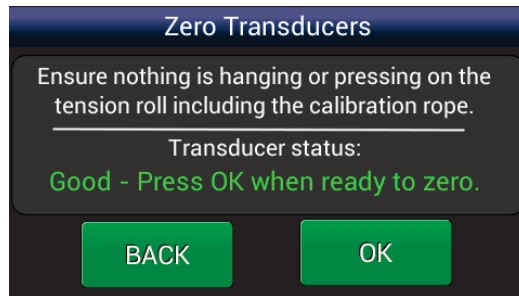 Zero Transducers
Ensure nothing is hanging or pressing on the
tension roll including the calibration rope.
Transducer status:
Good - Press OK when ready to zero.
BACK
OK